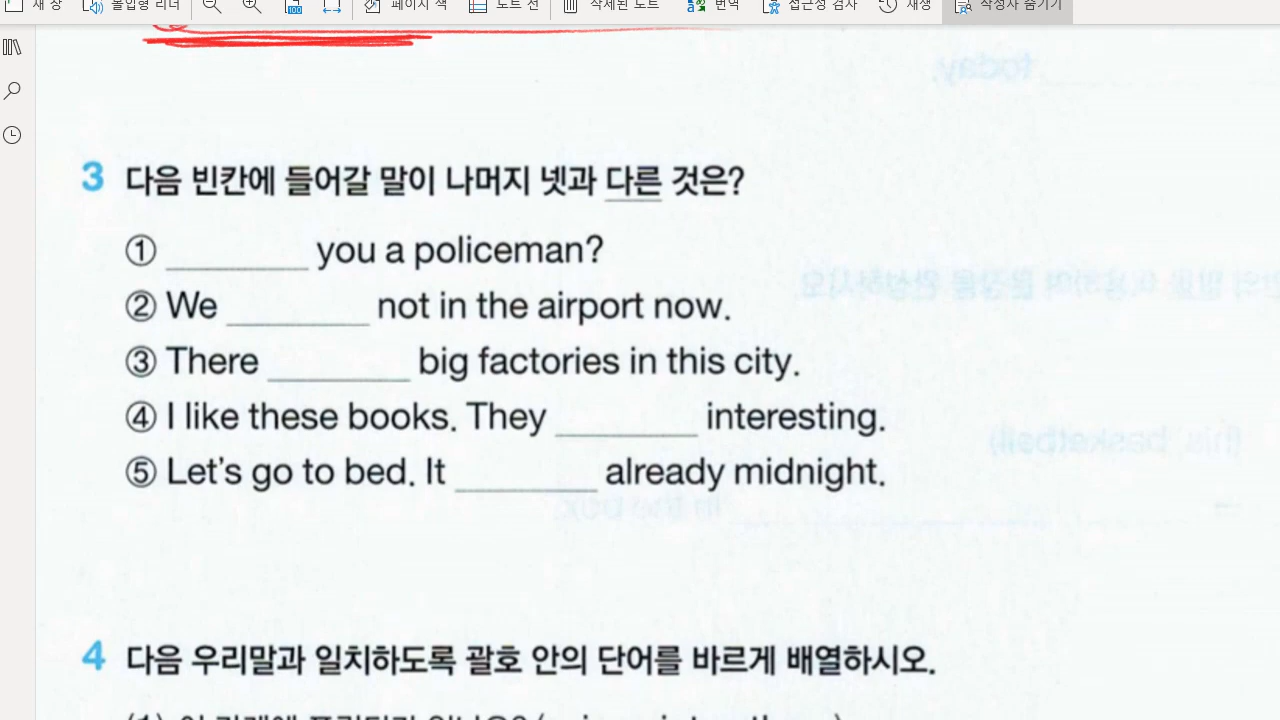 새 장 몰입형 리더 100 페이지 색 노트 선 삭제된 노트 번역 접근성 검사 재생 작성자 숨기기
today.
3 다음 빈칸에 들어갈 말이 나머지 넷과 다른 것은?
① ________ you a policeman?
② We ________ not in the airport now.
③ There ________ big factories in this city.
④ I like these books. They ________ interesting.
⑤ Let's go to bed. It ________ already midnight.
4 다음 우리말과 일치하도록 괄호 안의 단어를 바르게 배열하시오.